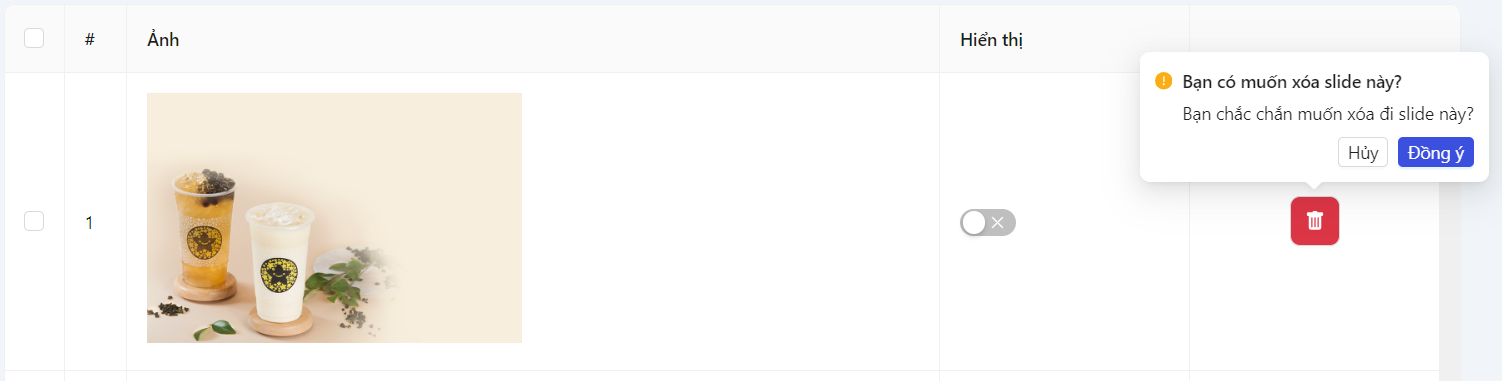 #
Ảnh
Hiển thị
Bạn có muốn xóa slide này?
Bạn chắc chắn muốn xóa đi slide này?
Hủy
Đồng ý
1